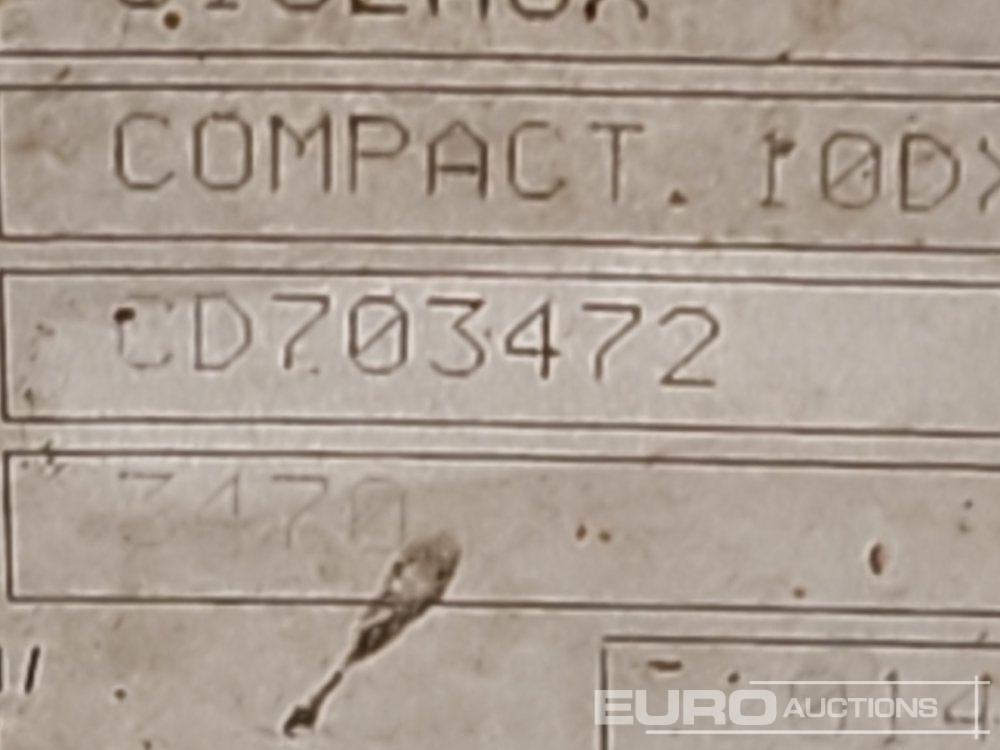 COMPACT. 10DX
CD703472
3470
EURO AUCTIONS